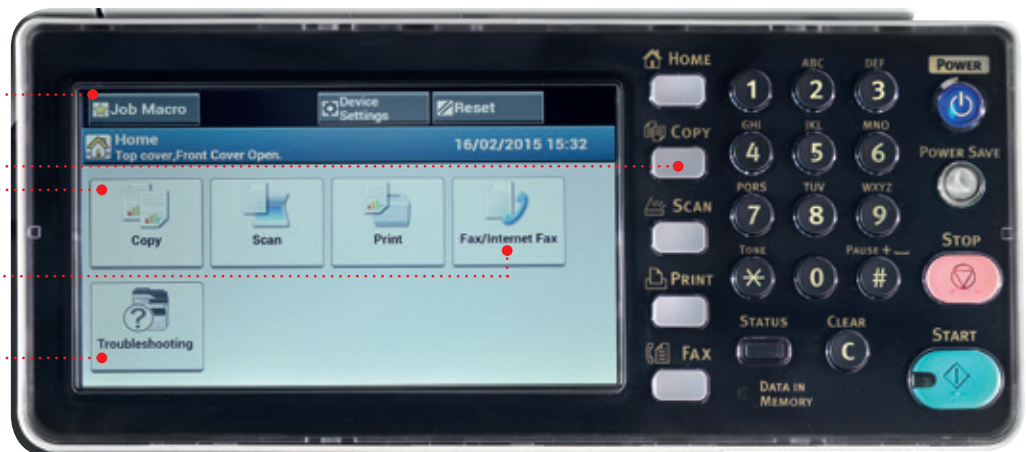 Job Macro
Device
Settings
Reset
Home
Top cover,Front Cover Open.
16/02/2015 15:32
Copy
Scan
Print
Fax/Internet Fax
Troubleshooting
HOME
COPY
SCAN
PRINT
FAX
ABC
DEF
1
2
3
GHI
JKL
MNO
4
5
6
PQRS
TUV
WXYZ
7
8
9
TONE
PAUSE + __
*
0
#
STATUS
CLEAR
C
DATA IN
MEMORY
POWER
POWER SAVE
STOP
START